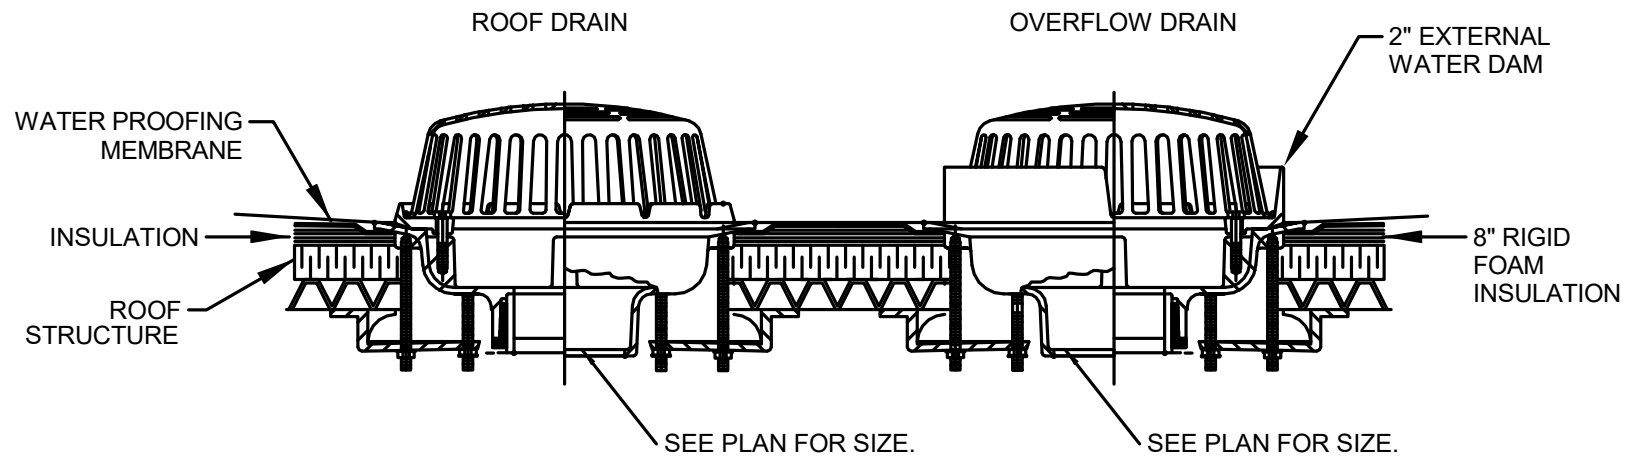 ROOF DRAIN
OVERFLOW DRAIN
2" EXTERNAL
WATER DAM
WATER PROOFING
MEMBRANE
INSULATION
ROOF
STRUCTURE
8" RIGID
FOAM
INSULATION
SEE PLAN FOR SIZE.
SEE PLAN FOR SIZE.